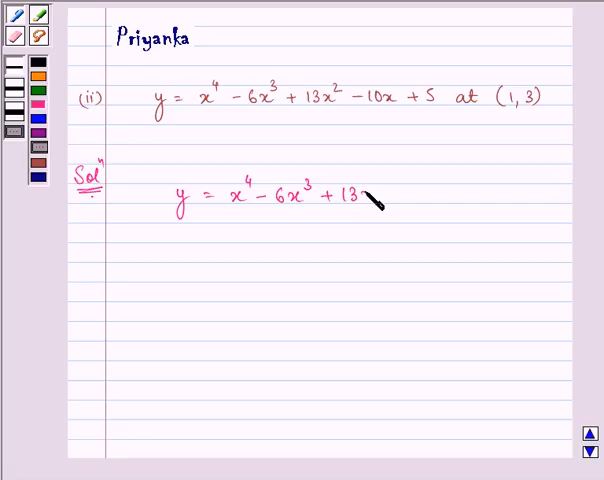 Priyanka
(ii) y = x⁴ - 6x³ + 13x² - 10x + 5 at (1, 3)
Solⁿ
y = x⁴ - 6x³ + 13